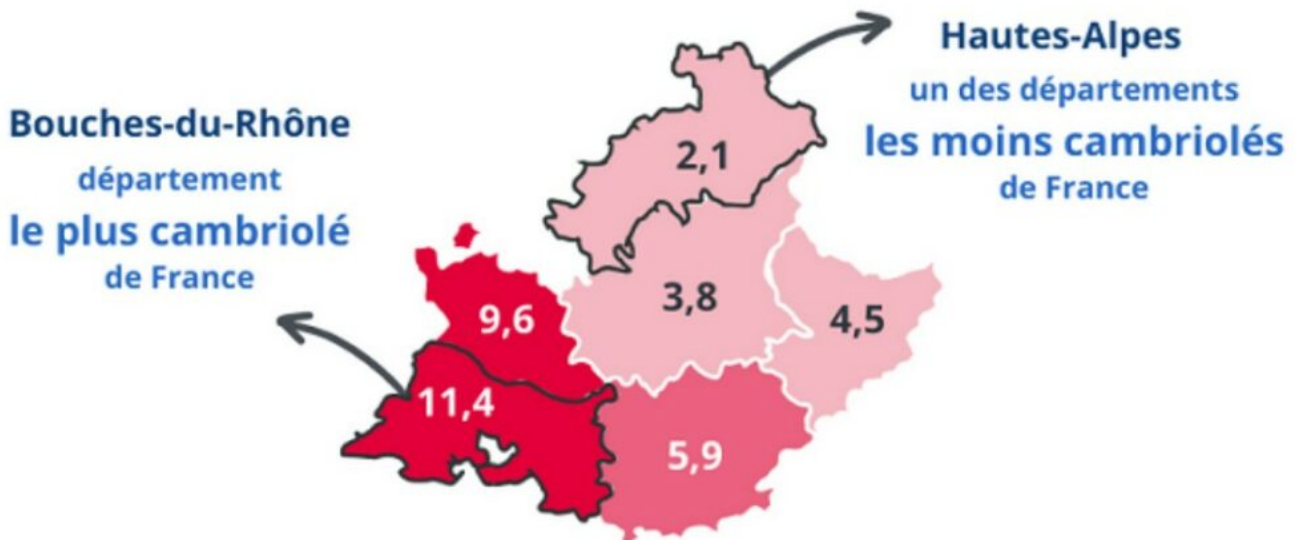 Hautes-Alpes
un des départements
les moins cambriolés
de France
Bouches-du-Rhône
département
le plus cambriolé
de France
2,1
3,8
4,5
9,6
11,4
5,9